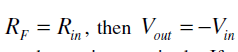 R_F = R_in, then V_out = −V_in